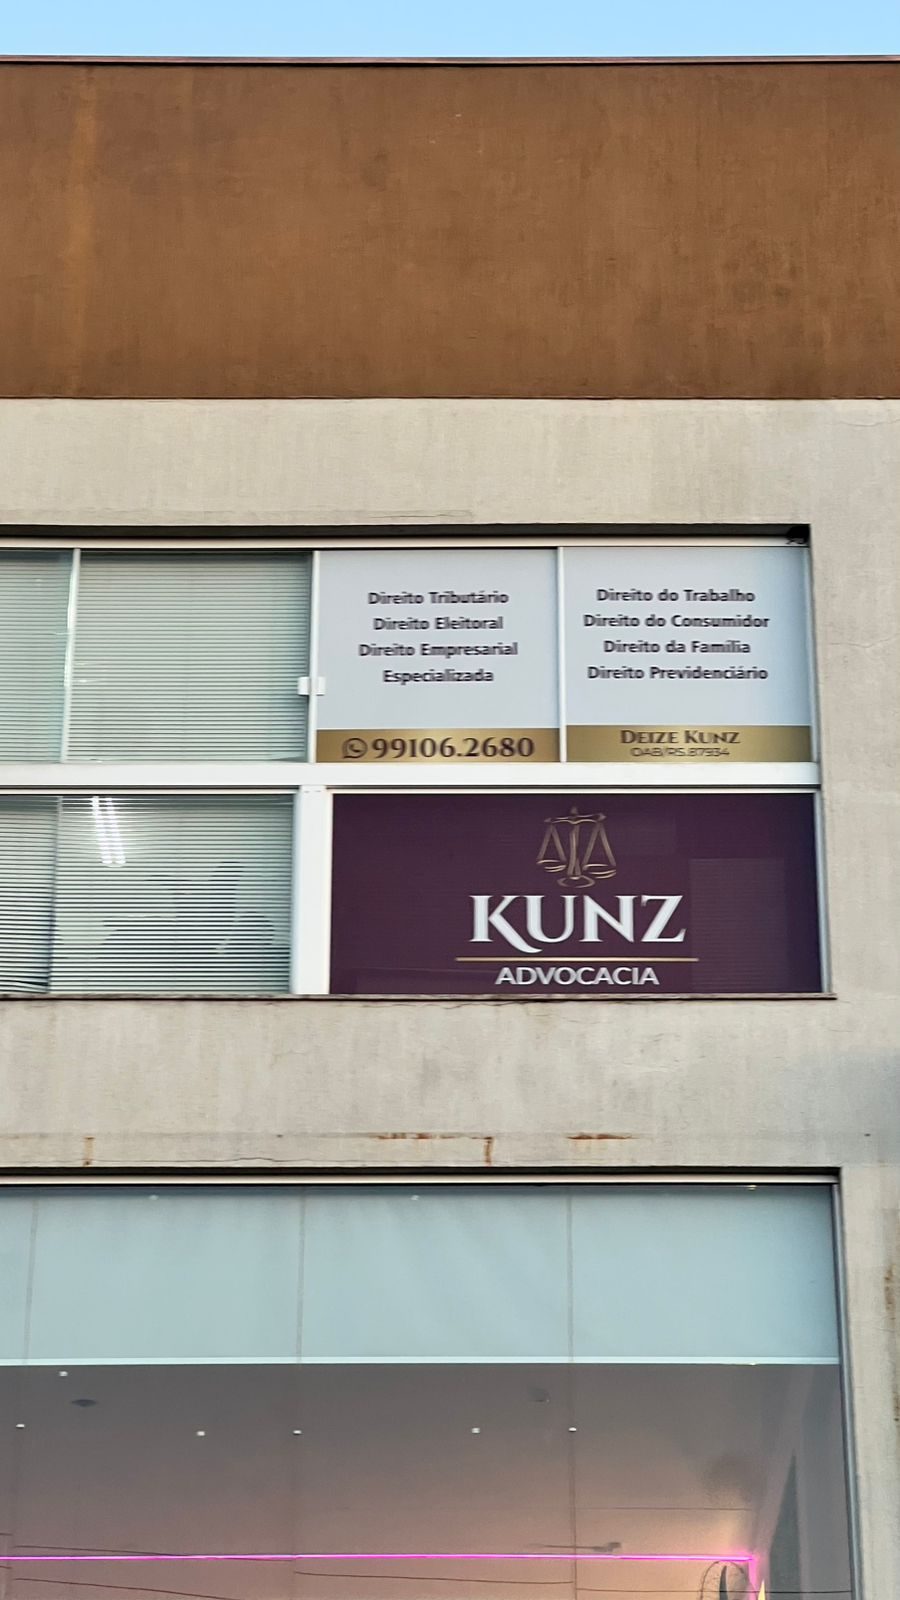 Direito Tributário
Direito Eleitoral
Direito Empresarial
Especializada
99106.2680
Direito do Trabalho
Direito do Consumidor
Direito da Família
Direito Previdenciário
DEIZE KUNZ
OAB/RS.87934
KUNZ
ADVOCACIA